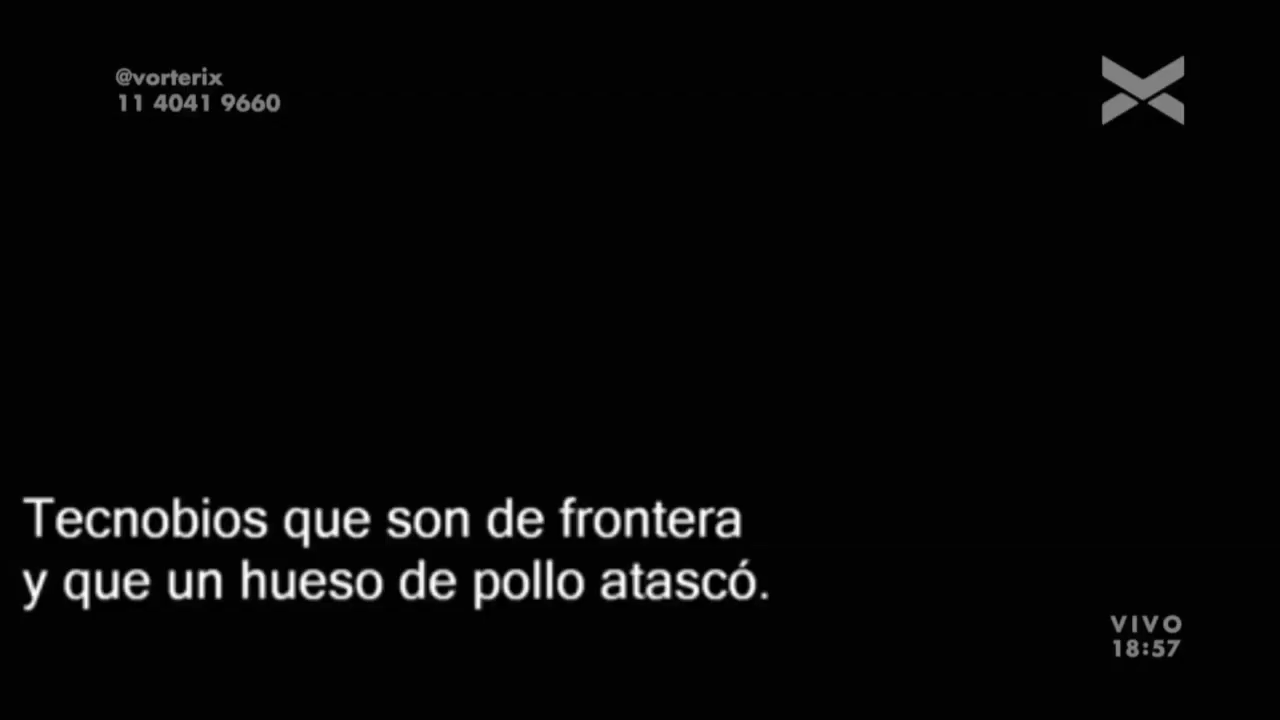 @vorterix
11 4041 9660
Tecnobios que son de frontera
y que un hueso de pollo atascó.
VIVO
18:57